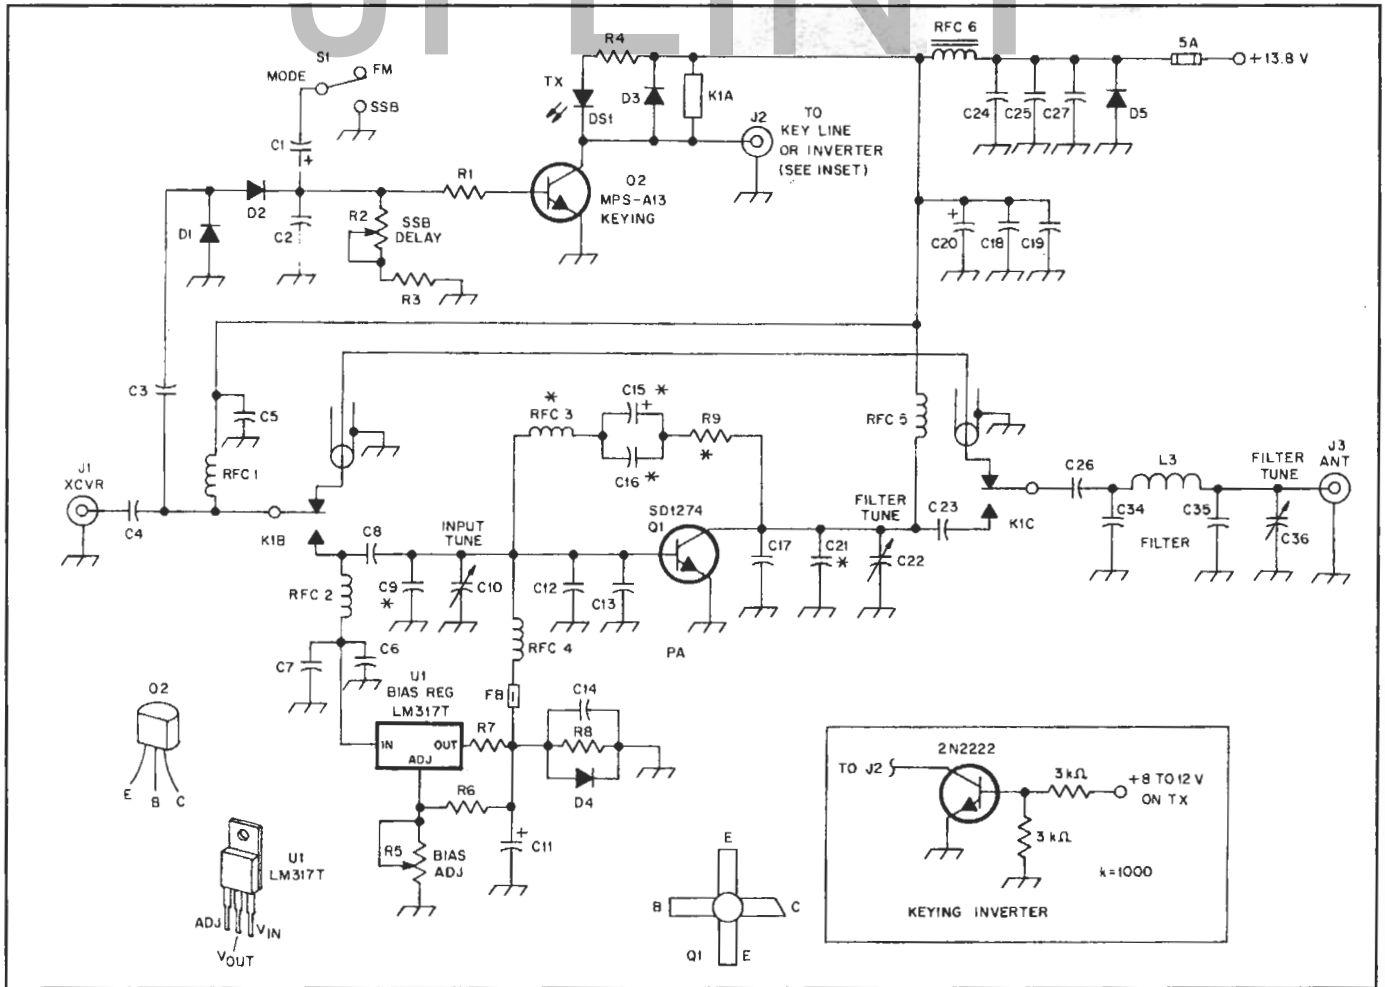 RFC 6
5A
+13.8 V
S1
MODE
FM
SSB
R4
TX
DS1
D3
K1A
J2
TO
KEY LINE
OR INVERTER
(SEE INSET)
C24
C25
C27
D5
C1
+
D2
D1
C2
R2
SSB
DELAY
R3
R1
Q2
MPS-A13
KEYING
+
C20
C18
C19
C3
C5
RFC 1
J1
XCVR
C4
K1B
C8
*
RFC 3
C15 *
+
C16 *
R9
*
RFC 5
C26
L3
FILTER
TUNE
J3
ANT
INPUT
TUNE
SD1274
Q1
FILTER
TUNE
C23
K1C
C34
FILTER
C35
C36
RFC 2
C9
*
C10
C12
C13
C17
C21
*
C22
C7
C6
RFC 4
PA
U1
BIAS REG
LM317T
FB
C14
IN
OUT
ADJ
R7
R8
D4
R6
R5
BIAS
ADJ
+
C11
Q2
E
B
C
U1
LM317T
ADJ
VIN
VOUT
E
B
C
Q1
E
2N2222
TO J2
3kΩ
+8 TO 12 V
ON TX
3 kΩ
k=1000
KEYING INVERTER